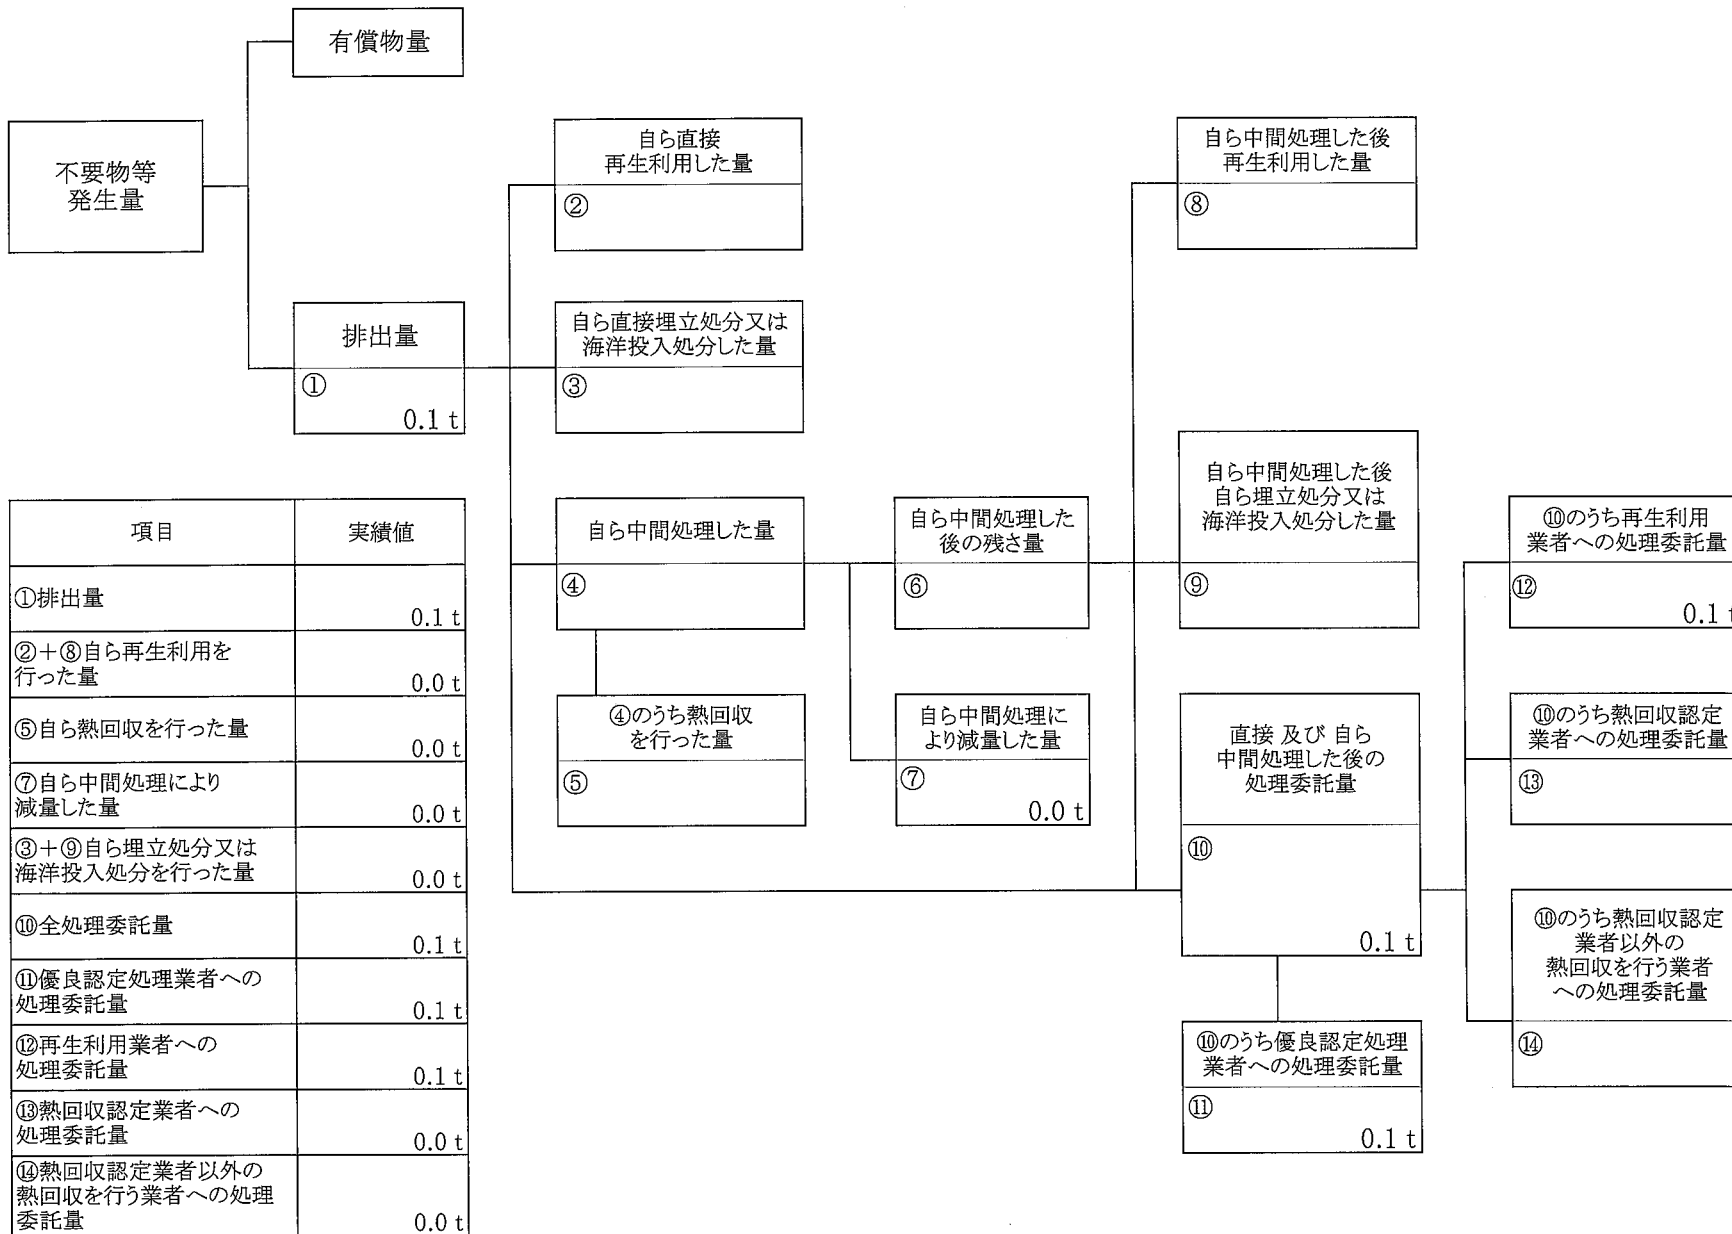 有償物量
不要物等
発生量
自ら直接
再生利用した量
②
自ら中間処理した後
再生利用した量
⑧
排出量
①
0.1 t
自ら直接埋立処分又は
海洋投入処分した量
③
自ら中間処理した量
④
自ら中間処理した
後の残さ量
⑥
自ら中間処理した後
自ら埋立処分又は
海洋投入処分した量
⑨
⑩のうち再生利用
業者への処理委託量
⑫
0.1 t
④のうち熱回収
を行った量
⑤
自ら中間処理に
より減量した量
⑦
0.0 t
直接 及び 自ら
中間処理した後の
処理委託量
⑩
0.1 t
⑩のうち熱回収認定
業者への処理委託量
⑬
⑩のうち熱回収認定
業者以外の
熱回収を行う業者
への処理委託量
⑭
⑩のうち優良認定処理
業者への処理委託量
⑪
0.1 t
項目 実績値
①排出量
0.1 t
②＋⑧自ら再生利用を
行った量
0.0 t
⑤自ら熱回収を行った量
0.0 t
⑦自ら中間処理により
減量した量
0.0 t
③＋⑨自ら埋立処分又は
海洋投入処分を行った量
0.0 t
⑩全処理委託量
0.1 t
⑪優良認定処理業者への
処理委託量
0.1 t
⑫再生利用業者への
処理委託量
0.1 t
⑬熱回収認定業者への
処理委託量
0.0 t
⑭熱回収認定業者以外の
熱回収を行う業者への処理
委託量
0.0 t